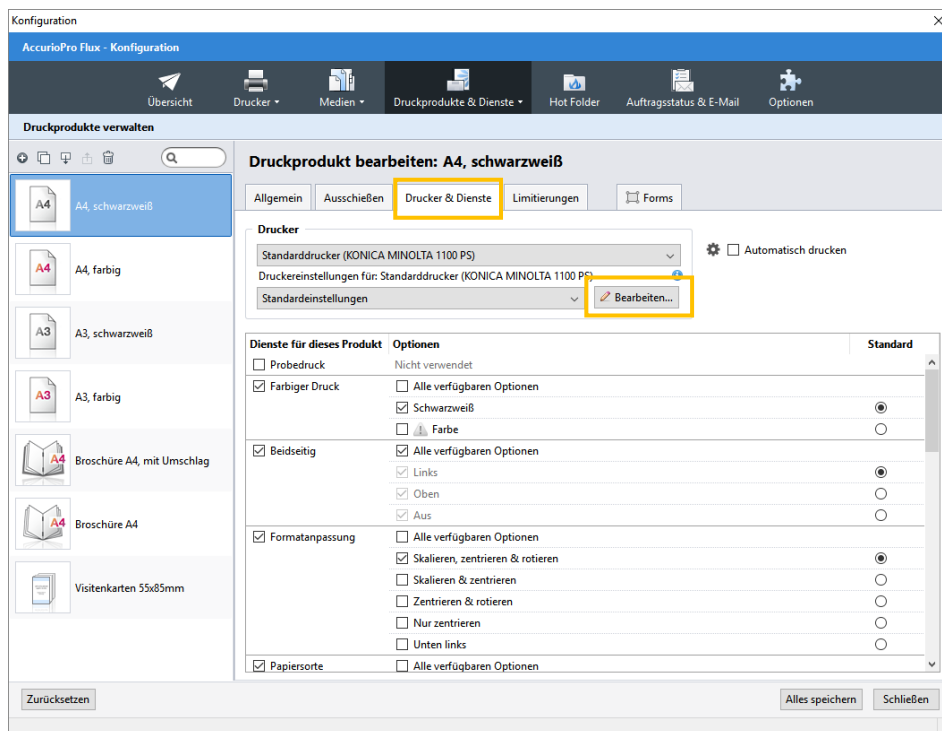 Konfiguration
AccurioPro Flux - Konfiguration
Übersicht
Drucker
Medien
Druckprodukte & Dienste
Hot Folder
Auftragsstatus & E-Mail
Optionen
Druckprodukte verwalten
Druckprodukt bearbeiten: A4, schwarzweiß
A4
A4, schwarzweiß
A4
A4, farbig
A3
A3, schwarzweiß
A3
A3, farbig
A4
Broschüre A4, mit Umschlag
A4
Broschüre A4
Visitenkarten 55x85mm
Allgemein
Ausschießen
Drucker & Dienste
Limitierungen
Forms
Drucker
Standarddrucker (KONICA MINOLTA 1100 PS)
Automatisch drucken
Druckereinstellungen für: Standarddrucker (KONICA MINOLTA 1100 PS)
Standardeinstellungen
Bearbeiten...
Dienste für dieses Produkt Optionen Standard
Probedruck Nicht verwendet
Farbiger Druck Alle verfügbaren Optionen
Schwarzweiß
Farbe
Beidseitig Alle verfügbaren Optionen
Links
Oben
Aus
Formatanpassung Alle verfügbaren Optionen
Skalieren, zentrieren & rotieren
Skalieren & zentrieren
Zentrieren & rotieren
Nur zentrieren
Unten links
Papiersorte Alle verfügbaren Optionen
Zurücksetzen
Alles speichern
Schließen